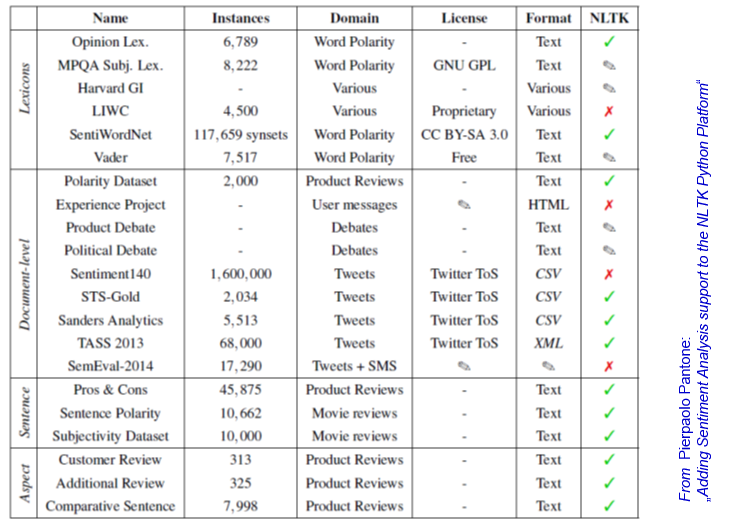 Name Instances Domain License Format NLTK
Lexicons
Opinion Lex. 6,789 Word Polarity - Text ✓
MPQA Subj. Lex. 8,222 Word Polarity GNU GPL Text ✎
Harvard GI - Various - Various ✎
LIWC 4,500 Various Proprietary Various ✗
SentiWordNet 117,659 synsets Word Polarity CC BY-SA 3.0 Text ✓
Vader 7,517 Word Polarity Free Text ✎
Document-level
Polarity Dataset 2,000 Product Reviews - Text ✓
Experience Project - User messages ✎ HTML ✗
Product Debate - Debates - Text ✎
Political Debate - Debates - Text ✎
Sentiment140 1,600,000 Tweets Twitter ToS CSV ✗
STS-Gold 2,034 Tweets Twitter ToS CSV ✓
Sanders Analytics 5,513 Tweets Twitter ToS CSV ✓
TASS 2013 68,000 Tweets Twitter ToS XML ✓
SemEval-2014 17,290 Tweets + SMS ✎ ✎ ✗
Sentence
Pros & Cons 45,875 Product Reviews - Text ✓
Sentence Polarity 10,662 Movie reviews - Text ✓
Subjectivity Dataset 10,000 Movie reviews - Text ✓
Aspect
Customer Review 313 Product Reviews - Text ✓
Additional Review 325 Product Reviews - Text ✓
Comparative Sentence 7,998 Product Reviews - Text ✓
From Pierpaolo Pantone:
„Adding Sentiment Analysis support to the NLTK Python Platform“